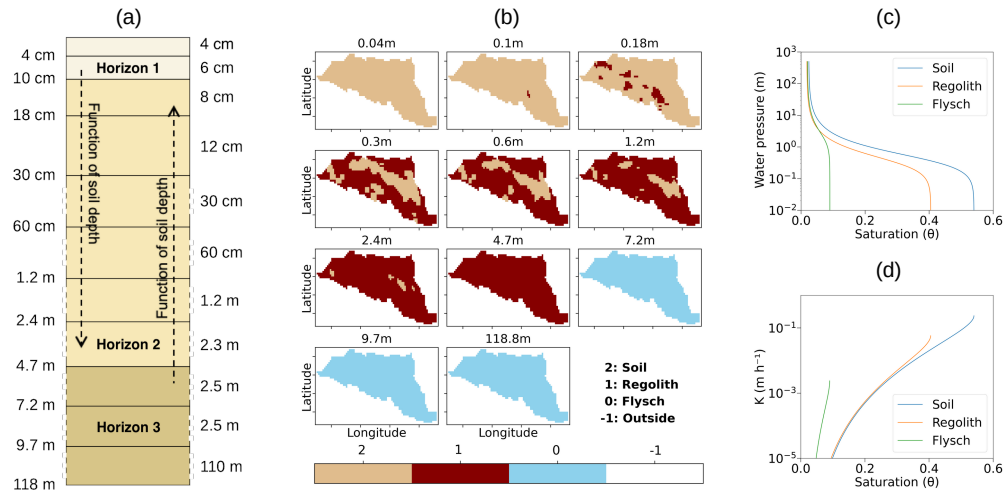 (a)
4 cm
10 cm
18 cm
30 cm
60 cm
1.2 m
2.4 m
4.7 m
7.2 m
9.7 m
118 m
Horizon 1
Horizon 2
Horizon 3
Function of soil depth
Function of soil depth
4 cm
6 cm
8 cm
12 cm
30 cm
60 cm
1.2 m
2.3 m
2.5 m
2.5 m
110 m
(b)
0.04m 0.1m 0.18m
Latitude
0.3m 0.6m 1.2m
Latitude
2.4m 4.7m 7.2m
Latitude
9.7m 118.8m
Latitude
Longitude Longitude
2: Soil
1: Regolith
0: Flysch
-1: Outside
2 1 0 -1
(c)
Water pressure (m)
10³
10²
10¹
10⁰
10⁻¹
10⁻²
Soil
Regolith
Flysch
0.0 0.2 0.4 0.6
Saturation (θ)
(d)
K (m h⁻¹)
10⁻¹
10⁻³
10⁻⁵
Soil
Regolith
Flysch
0.0 0.2 0.4 0.6
Saturation (θ)